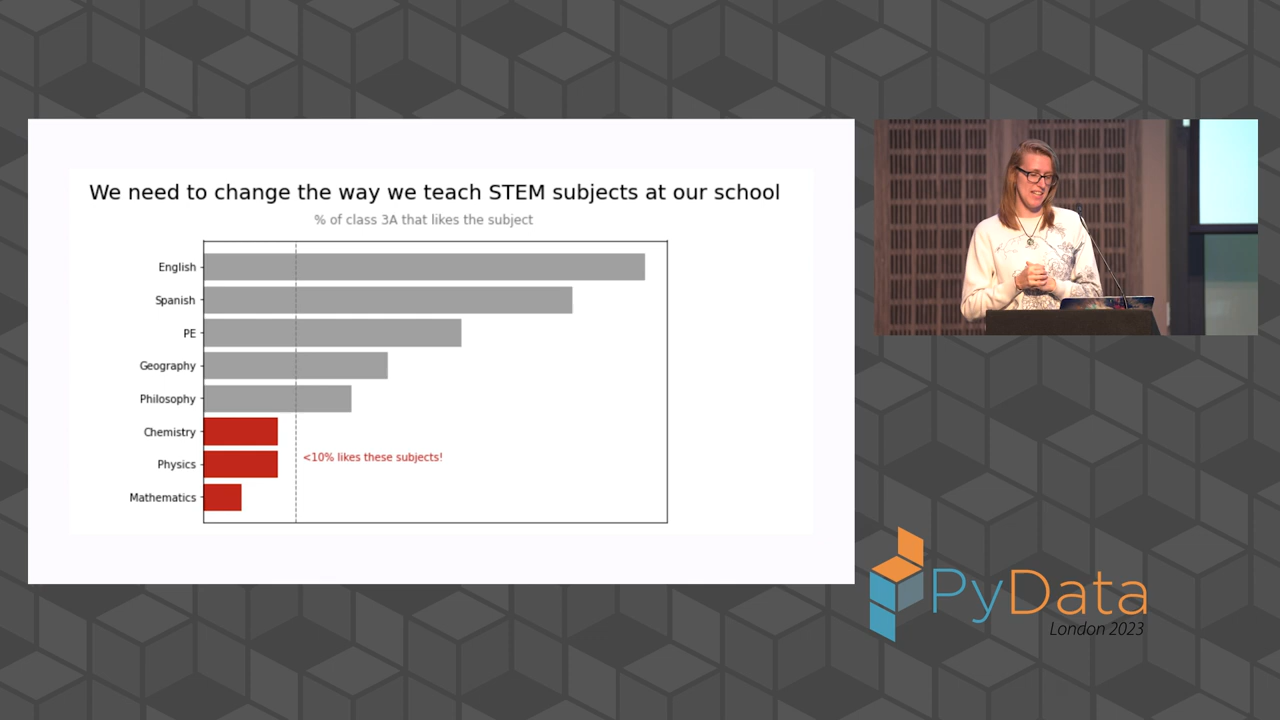 We need to change the way we teach STEM subjects at our school
% of class 3A that likes the subject
English
Spanish
PE
Geography
Philosophy
Chemistry
Physics
Mathematics
<10% likes these subjects!
PyData
London 2023